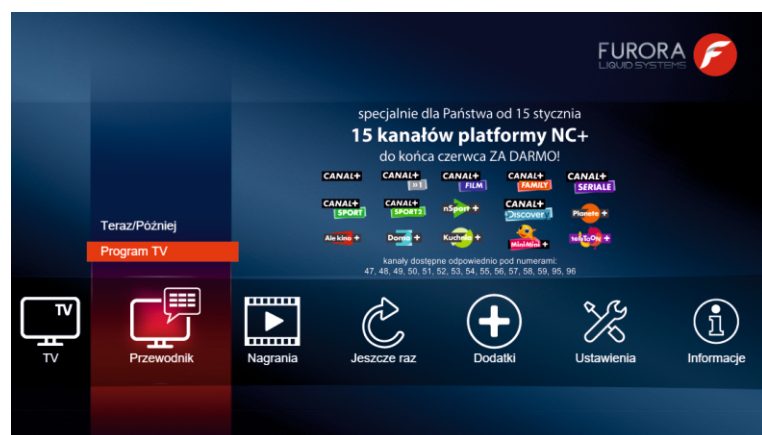 FURORA
LIQUID SYSTEMS
specjalnie dla Państwa od 15 stycznia
15 kanałów platformy NC+
do końca czerwca ZA DARMO!
CANAL+ CANAL+ CANAL+ CANAL+ CANAL+
»1 FILM FAMILY SERIALE
CANAL+ CANAL+ nSport + CANAL+ Planete +
SPORT SPORT2 Discovery
Ale kino + Domo + Kuchnia + MiniMini + teleTOON +
kanały dostępne odpowiednio pod numerami:
47, 48, 49, 50, 51, 52, 53, 54, 55, 56, 57, 58, 59, 95, 96
Teraz/Później
Program TV
TV
TV
Przewodnik
Nagrania
Jeszcze raz
Dodatki
Ustawienia
Informacje